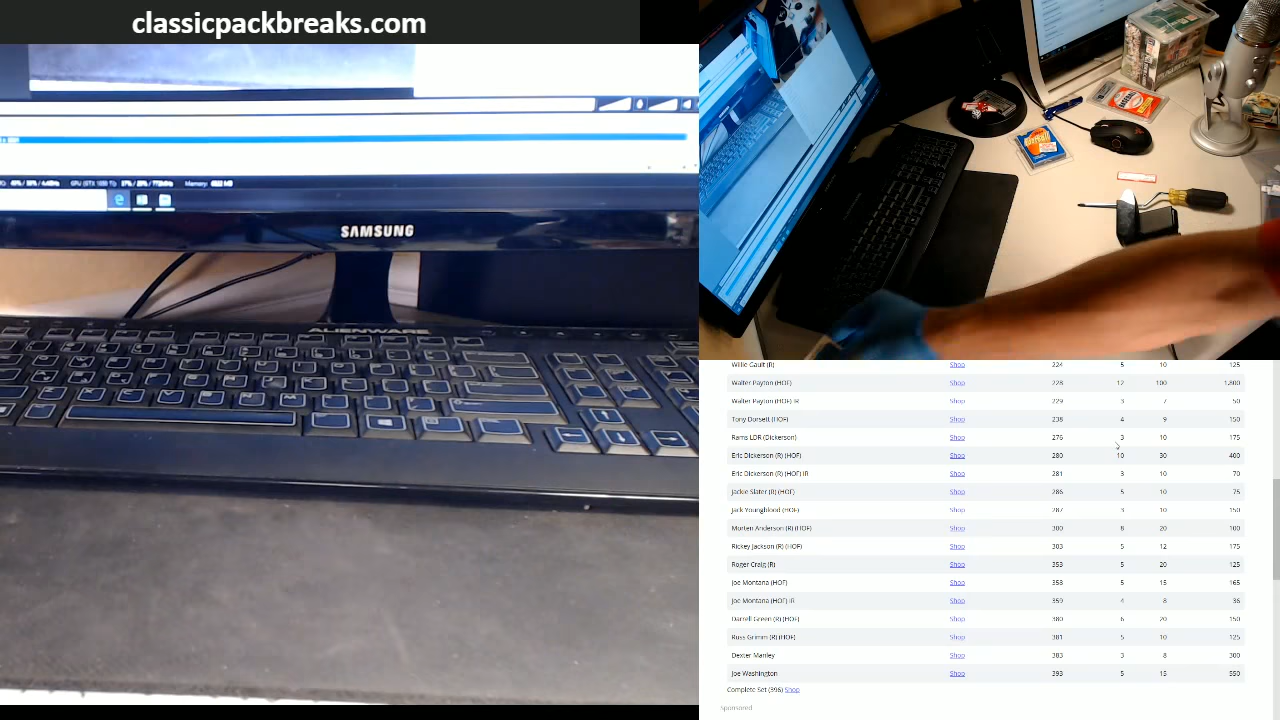 classicpackbreaks.com
SAMSUNG
ALIENWARE
Willie Gault (R) Shop 224 5 10 125
Walter Payton (HOF) Shop 228 12 100 1,800
Walter Payton (HOF) IR Shop 229 3 7 50
Tony Dorsett (HOF) Shop 238 4 9 150
Rams LDR (Dickerson) Shop 276 3 10 175
Eric Dickerson (R) (HOF) Shop 280 10 30 400
Eric Dickerson (R) (HOF) IR Shop 281 3 10 70
Jackie Slater (R) (HOF) Shop 286 5 10 75
Jack Youngblood (HOF) Shop 287 3 10 150
Morten Anderson (R) (HOF) Shop 300 8 20 100
Rickey Jackson (R) (HOF) Shop 303 5 12 175
Roger Craig (R) Shop 353 5 20 125
Joe Montana (HOF) Shop 358 5 15 165
Joe Montana (HOF) IR Shop 359 4 8 36
Darrell Green (R) (HOF) Shop 380 6 20 150
Russ Grimm (R) (HOF) Shop 381 5 10 125
Dexter Manley Shop 383 3 8 300
Joe Washington Shop 393 5 15 550
Complete Set (396) Shop
Sponsored